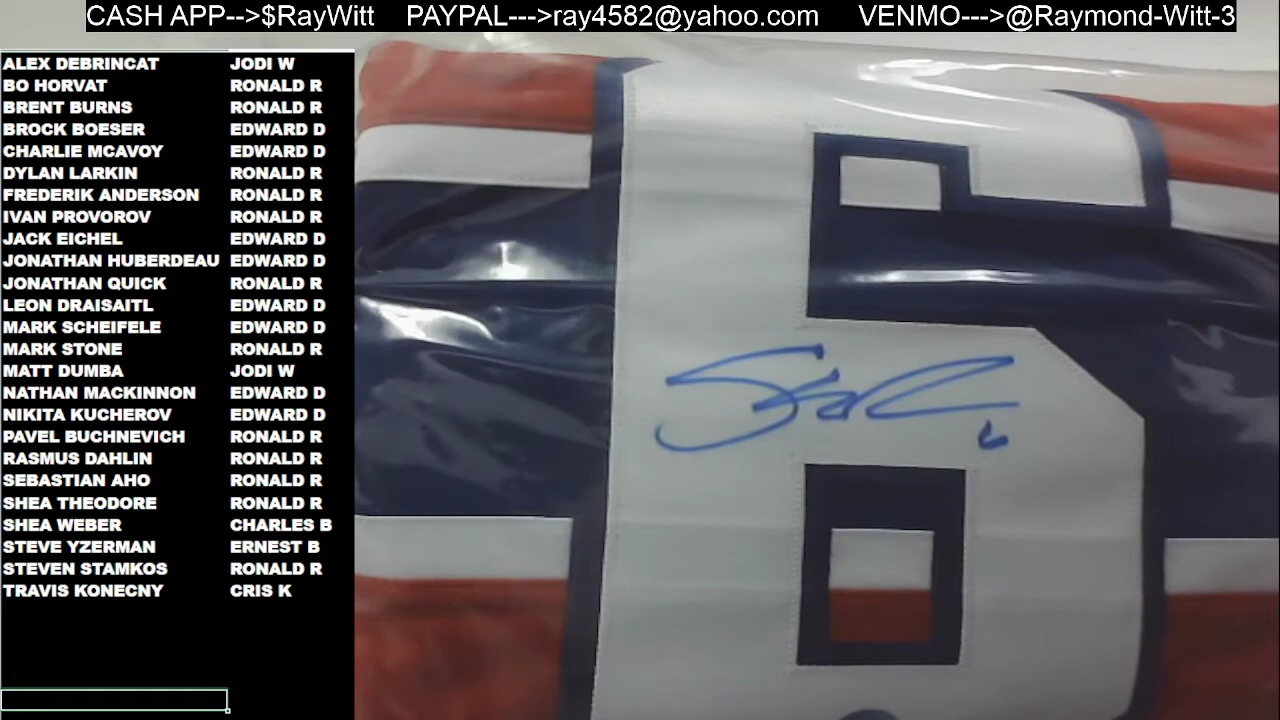 CASH APP-->$RayWitt PAYPAL--->ray4582@yahoo.com VENMO--->@Raymond-Witt-3
ALEX DEBRINCAT JODI W
BO HORVAT RONALD R
BRENT BURNS RONALD R
BROCK BOESER EDWARD D
CHARLIE MCAVOY EDWARD D
DYLAN LARKIN RONALD R
FREDERIK ANDERSON RONALD R
IVAN PROVOROV RONALD R
JACK EICHEL EDWARD D
JONATHAN HUBERDEAU EDWARD D
JONATHAN QUICK RONALD R
LEON DRAISAITL EDWARD D
MARK SCHEIFELE EDWARD D
MARK STONE RONALD R
MATT DUMBA JODI W
NATHAN MACKINNON EDWARD D
NIKITA KUCHEROV EDWARD D
PAVEL BUCHNEVICH RONALD R
RASMUS DAHLIN RONALD R
SEBASTIAN AHO RONALD R
SHEA THEODORE RONALD R
SHEA WEBER CHARLES B
STEVE YZERMAN ERNEST B
STEVEN STAMKOS RONALD R
TRAVIS KONECNY CRIS K
6
6